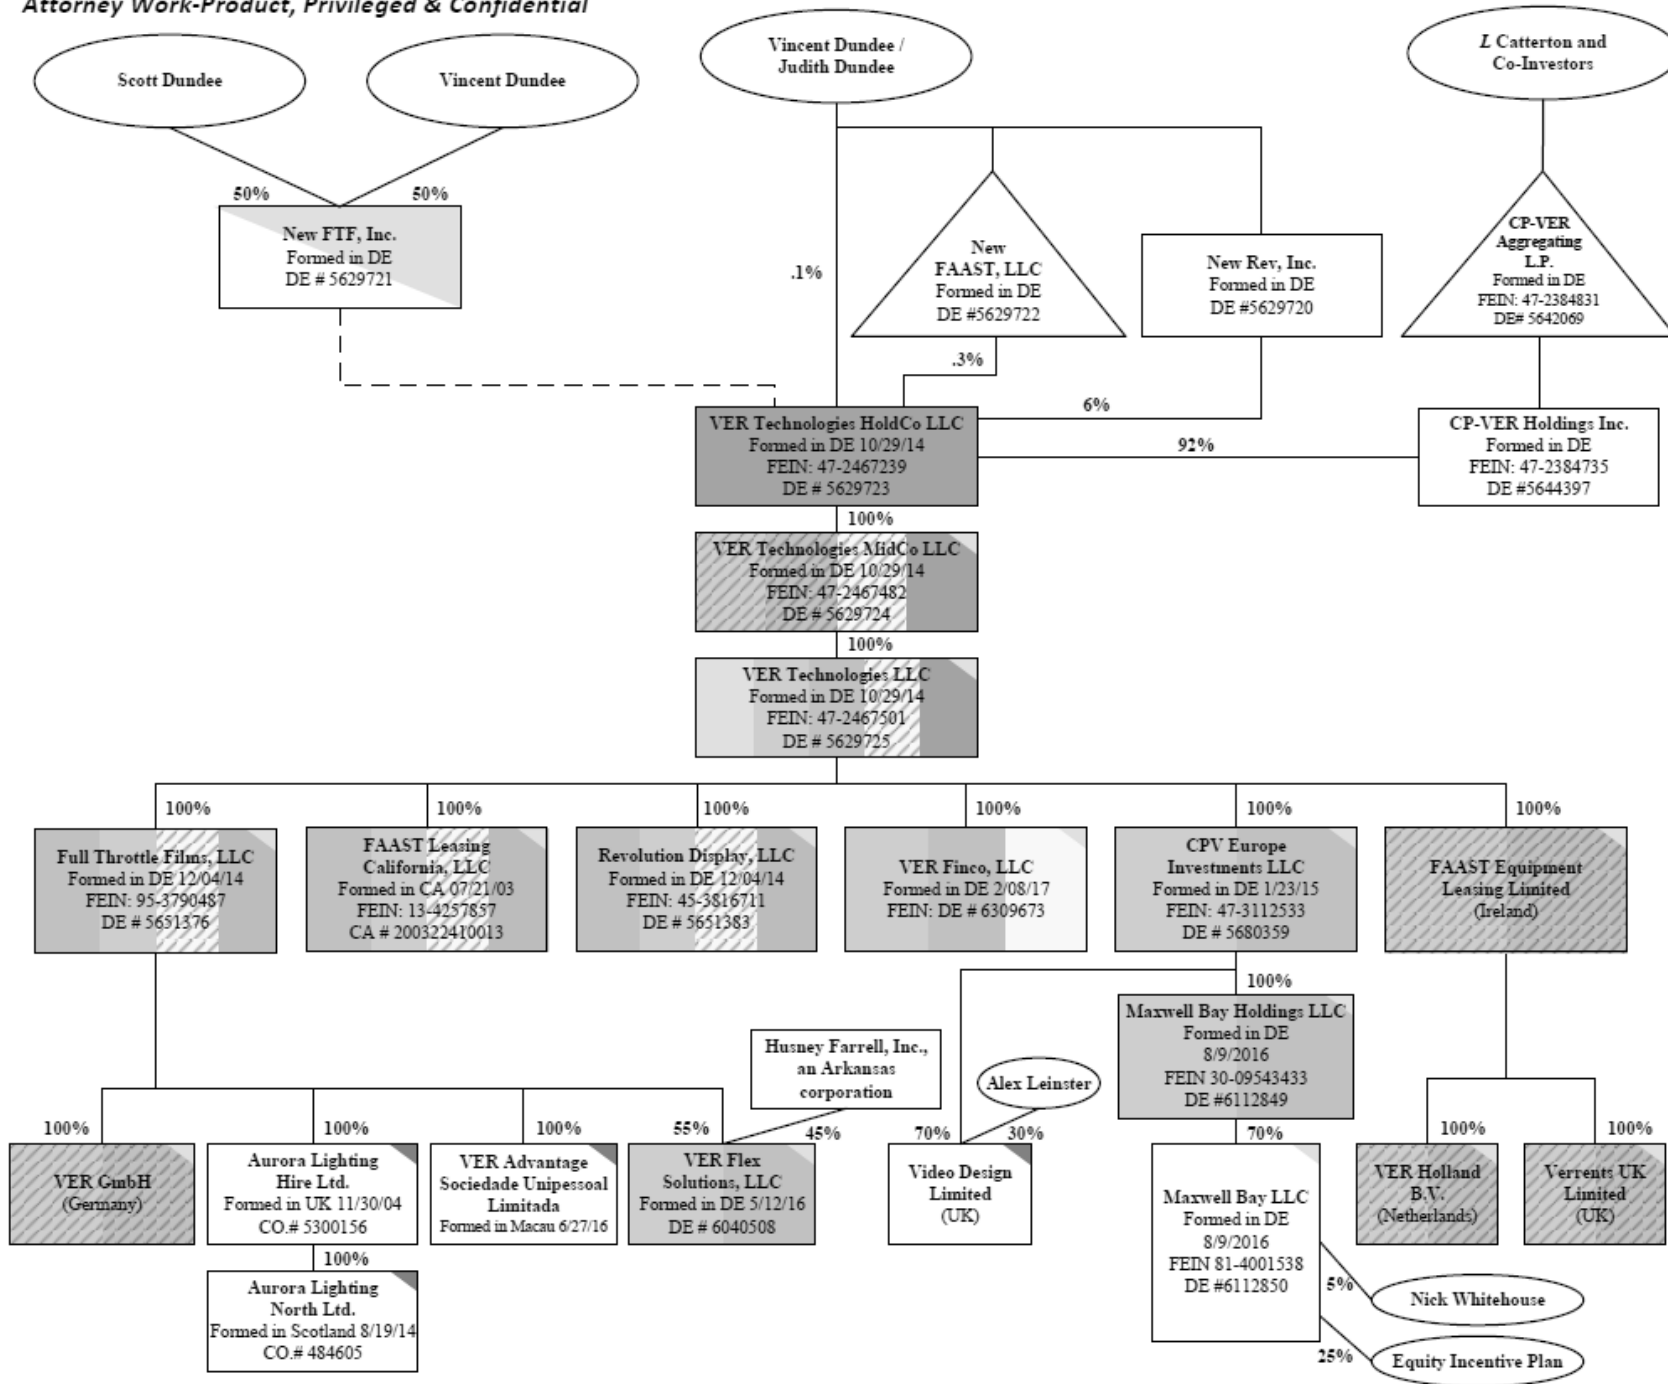 Attorney Work-Product, Privileged & Confidential
Scott Dundee
Vincent Dundee
Vincent Dundee /
Judith Dundee
L Catterton and
Co-Investors
50%
50%
New FTF, Inc.
Formed in DE
DE # 5629721
.1%
New
FAAST, LLC
Formed in DE
DE #5629722
New Rev, Inc.
Formed in DE
DE #5629720
CP-VER
Aggregating
L.P.
Formed in DE
FEIN: 47-2384831
DE# 5642069
.3%
6%
92%
VER Technologies HoldCo LLC
Formed in DE 10/29/14
FEIN: 47-2467239
DE # 5629723
CP-VER Holdings Inc.
Formed in DE
FEIN: 47-2384735
DE #5644397
100%
VER Technologies MidCo LLC
Formed in DE 10/29/14
FEIN: 47-2467482
DE # 5629724
100%
VER Technologies LLC
Formed in DE 10/29/14
FEIN: 47-2467501
DE # 5629725
100%
100%
100%
100%
100%
100%
Full Throttle Films, LLC
Formed in DE 12/04/14
FEIN: 95-3790487
DE # 5651376
FAAST Leasing
California, LLC
Formed in CA 07/21/03
FEIN: 13-4257857
CA # 200322410013
Revolution Display, LLC
Formed in DE 12/04/14
FEIN: 45-3816711
DE # 5651383
VER Finco, LLC
Formed in DE 2/08/17
FEIN: DE # 6309673
CPV Europe
Investments LLC
Formed in DE 1/23/15
FEIN: 47-3112533
DE # 5680359
FAAST Equipment
Leasing Limited
(Ireland)
100%
Maxwell Bay Holdings LLC
Formed in DE
8/9/2016
FEIN 30-09543433
DE #6112849
Husney Farrell, Inc.,
an Arkansas
corporation
Alex Leinster
100%
100%
100%
55%
45%
70%
30%
70%
100%
100%
VER GmbH
(Germany)
Aurora Lighting
Hire Ltd.
Formed in UK 11/30/04
CO.# 5300156
VER Advantage
Sociedade Unipessoal
Limitada
Formed in Macau 6/27/16
VER Flex
Solutions, LLC
Formed in DE 5/12/16
DE # 6040508
Video Design
Limited
(UK)
Maxwell Bay LLC
Formed in DE
8/9/2016
FEIN 81-4001538
DE #6112850
VER Holland
B.V.
(Netherlands)
Verrents UK
Limited
(UK)
100%
Aurora Lighting
North Ltd.
Formed in Scotland 8/19/14
CO.# 484605
5%
Nick Whitehouse
25%
Equity Incentive Plan